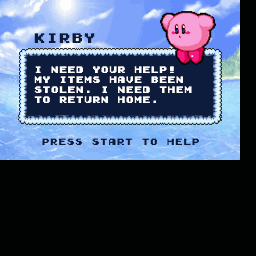 KIRBY
I NEED YOUR HELP!
MY ITEMS HAVE BEEN
STOLEN. I NEED THEM
TO RETURN HOME.
PRESS START TO HELP